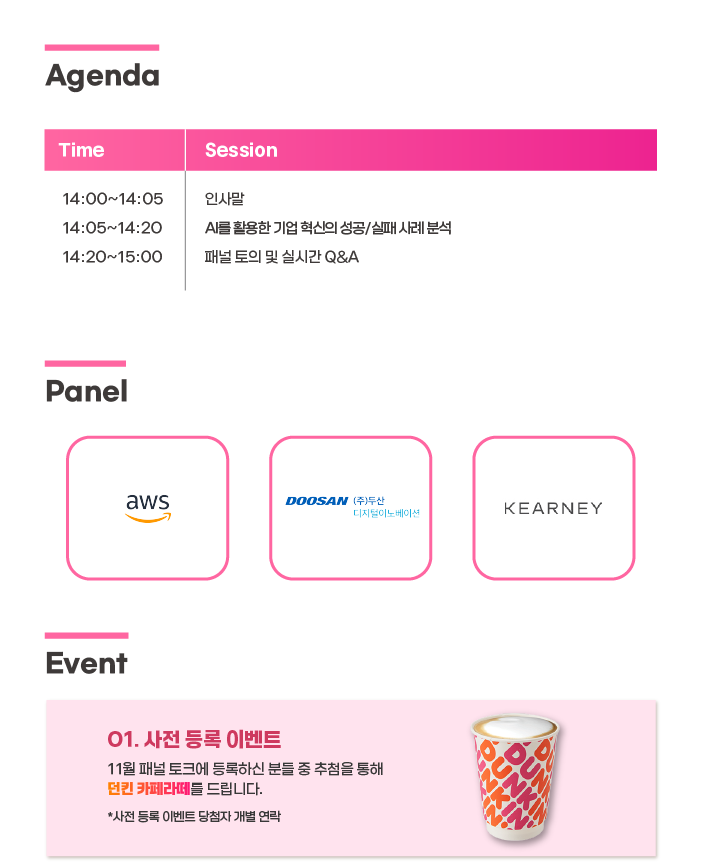 Agenda
Time Session
14:00~14:05 인사말
14:05~14:20 AI를 활용한 기업 혁신의 성공/실패 사례 분석
14:20~15:00 패널 토의 및 실시간 Q&A
Panel
aws
DOOSAN (주)두산
디지털이노베이션
KEARNEY
Event
01. 사전 등록 이벤트
11월 패널 토크에 등록하신 분들 중 추첨을 통해
던킨 카페라떼를 드립니다.
*사전 등록 이벤트 당첨자 개별 연락
DUNKIN'